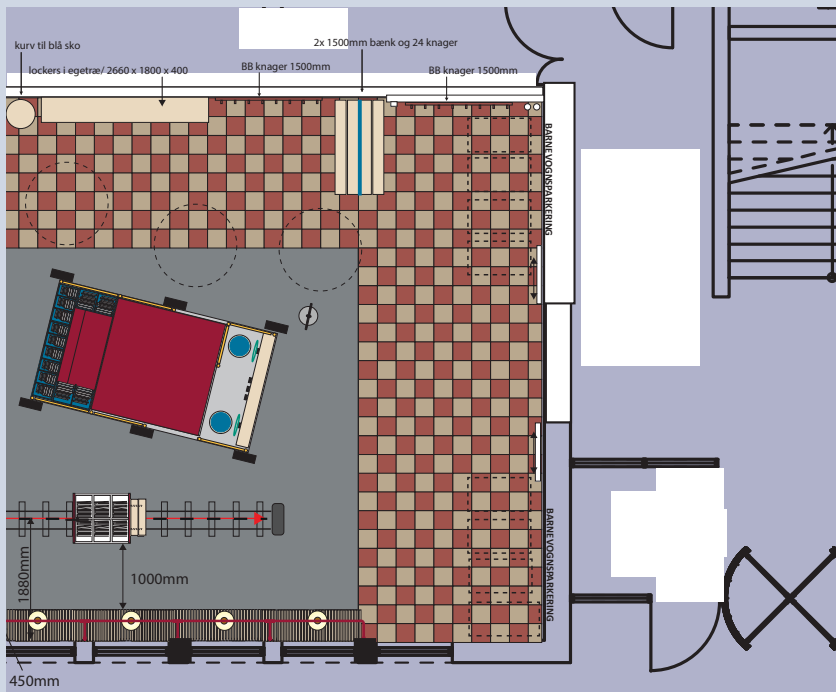 kurv til blå sko
2x 1500mm bænk og 24 knager
lockers i egetræ/ 2660 x 1800 x 400
BB knager 1500mm
BB knager 1500mm
BARNEVOGNSPARKERING
BARNEVOGNSPARKERING
1880mm
1000mm
450mm